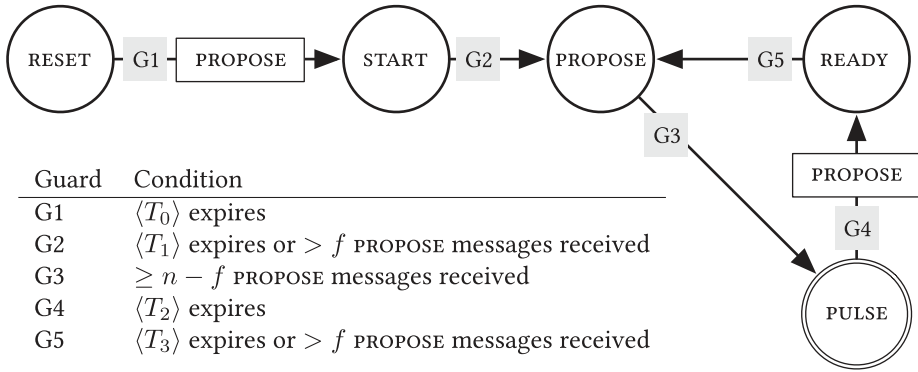 RESET G1 PROPOSE START G2 PROPOSE G5 READY
G3
PROPOSE
G4
PULSE
Guard Condition
G1 ⟨T₀⟩ expires
G2 ⟨T₁⟩ expires or > f PROPOSE messages received
G3 ≥ n − f PROPOSE messages received
G4 ⟨T₂⟩ expires
G5 ⟨T₃⟩ expires or > f PROPOSE messages received